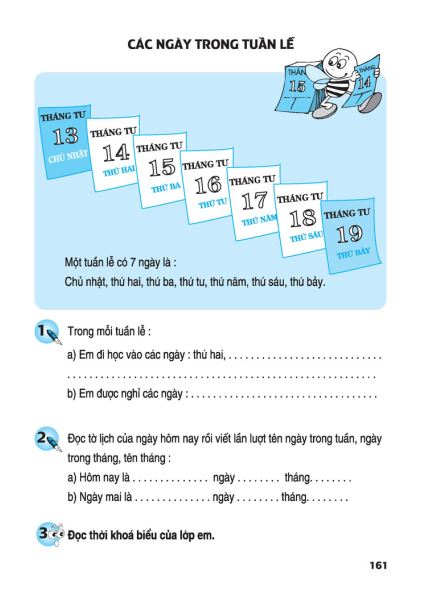 CÁC NGÀY TRONG TUẦN LỄ
THÁNG
15
THÁNG
14
THÁNG TƯ
13
CHỦ NHẬT
THÁNG TƯ
14
THỨ HAI
THÁNG TƯ
15
THỨ BA
THÁNG TƯ
16
THỨ TƯ
THÁNG TƯ
17
THỨ NĂM
THÁNG TƯ
18
THỨ SÁU
THÁNG TƯ
19
THỨ BẢY
Một tuần lễ có 7 ngày là :
Chủ nhật, thứ hai, thứ ba, thứ tư, thứ năm, thứ sáu, thứ bảy.
1 Trong mỗi tuần lễ :
a) Em đi học vào các ngày : thứ hai, . . . . . . . . . . . . . . . . . . . . . . . . . . . .
. . . . . . . . . . . . . . . . . . . . . . . . . . . . . . . . . . . . . . . . . . . . . . . . . . . . . . . .
b) Em được nghỉ các ngày : . . . . . . . . . . . . . . . . . . . . . . . . . . . . . . . . . .
2 Đọc tờ lịch của ngày hôm nay rồi viết lần lượt tên ngày trong tuần, ngày
trong tháng, tên tháng :
a) Hôm nay là . . . . . . . . . . . . . . ngày . . . . . . . . tháng. . . . . . . .
b) Ngày mai là . . . . . . . . . . . . . . ngày . . . . . . . . tháng. . . . . . . .
3 Đọc thời khoá biểu của lớp em.
161